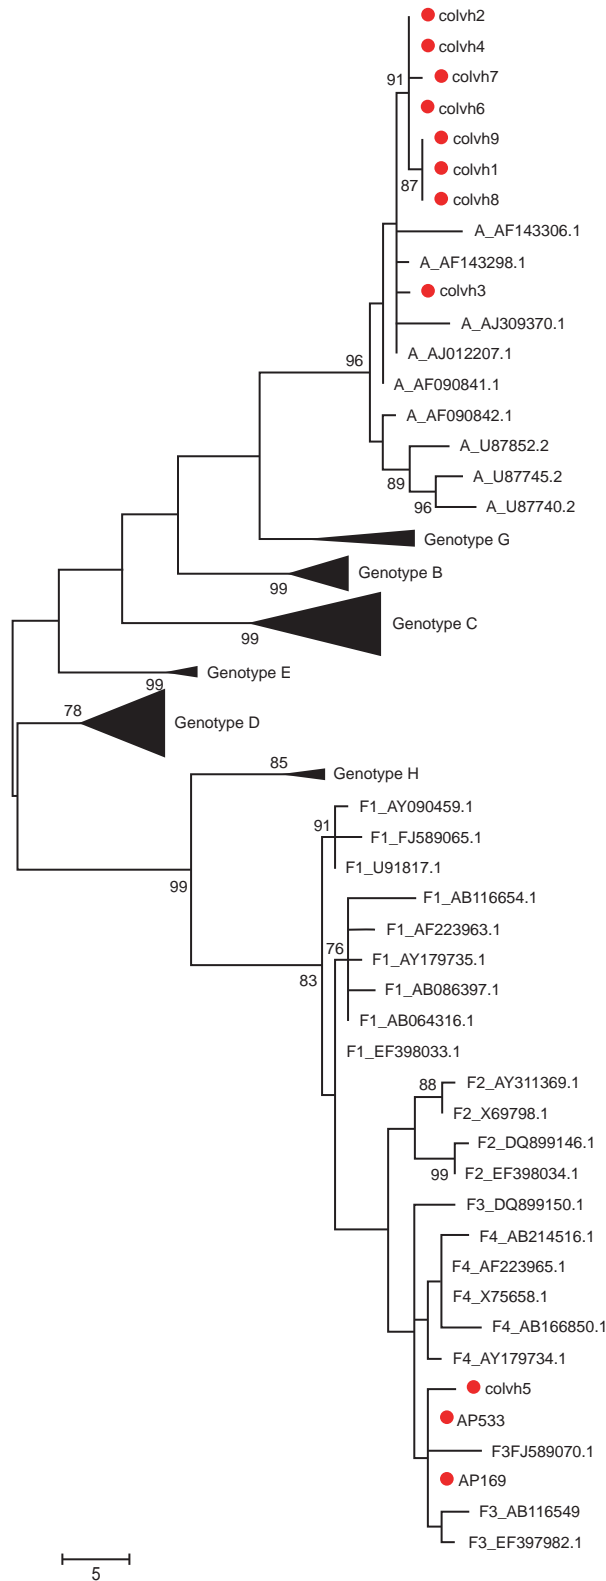 colvh2
colvh4
colvh7
91
colvh6
colvh9
colvh1
87
colvh8
A_AF143306.1
A_AF143298.1
colvh3
A_AJ309370.1
A_AJ012207.1
96
A_AF090841.1
A_AF090842.1
A_U87852.2
A_U87745.2
89
96
A_U87740.2
Genotype G
Genotype B
99
Genotype C
99
Genotype E
99
78
Genotype D
85
Genotype H
F1_AY090459.1
91
F1_FJ589065.1
F1_U91817.1
99
F1_AB116654.1
F1_AF223963.1
76
F1_AY179735.1
83
F1_AB086397.1
F1_AB064316.1
F1_EF398033.1
88
F2_AY311369.1
F2_X69798.1
F2_DQ899146.1
99
F2_EF398034.1
F3_DQ899150.1
F4_AB214516.1
F4_AF223965.1
F4_X75658.1
F4_AB166850.1
F4_AY179734.1
colvh5
AP533
F3FJ589070.1
AP169
F3_AB116549
F3_EF397982.1
5